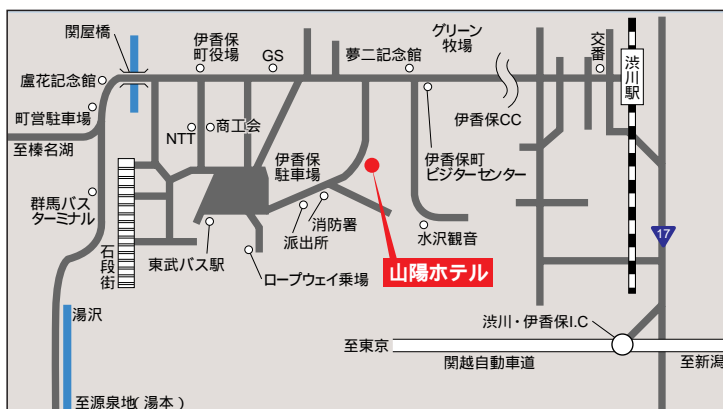 関屋橋
伊香保
町役場
GS
夢二記念館
グリーン
牧場
交番
渋川駅
盧花記念館
町営駐車場
至榛名湖
NTT
商工会
伊香保
駐車場
伊香保CC
伊香保町
ビジターセンター
群馬バス
ターミナル
石段街
東武バス駅
派出所
消防署
水沢観音
17
ロープウェイ乗場
山陽ホテル
湯沢
渋川・伊香保I.C
至東京
関越自動車道
至新潟
至源泉地(湯本)